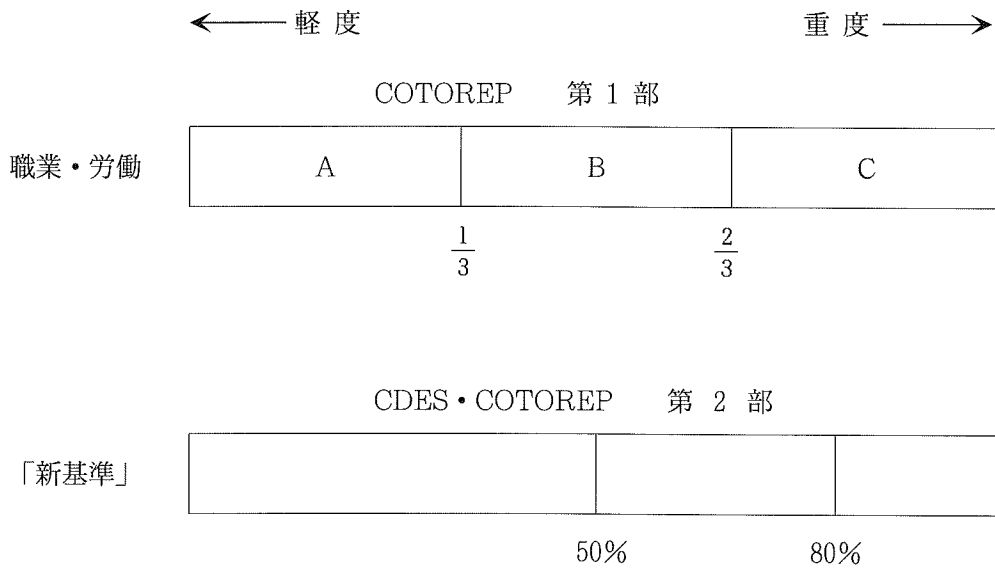 ← 軽度 重度 →
COTOREP 第1部
職業・労働 A B C
1/3 2/3
CDES・COTOREP 第2部
「新基準」
50% 80%